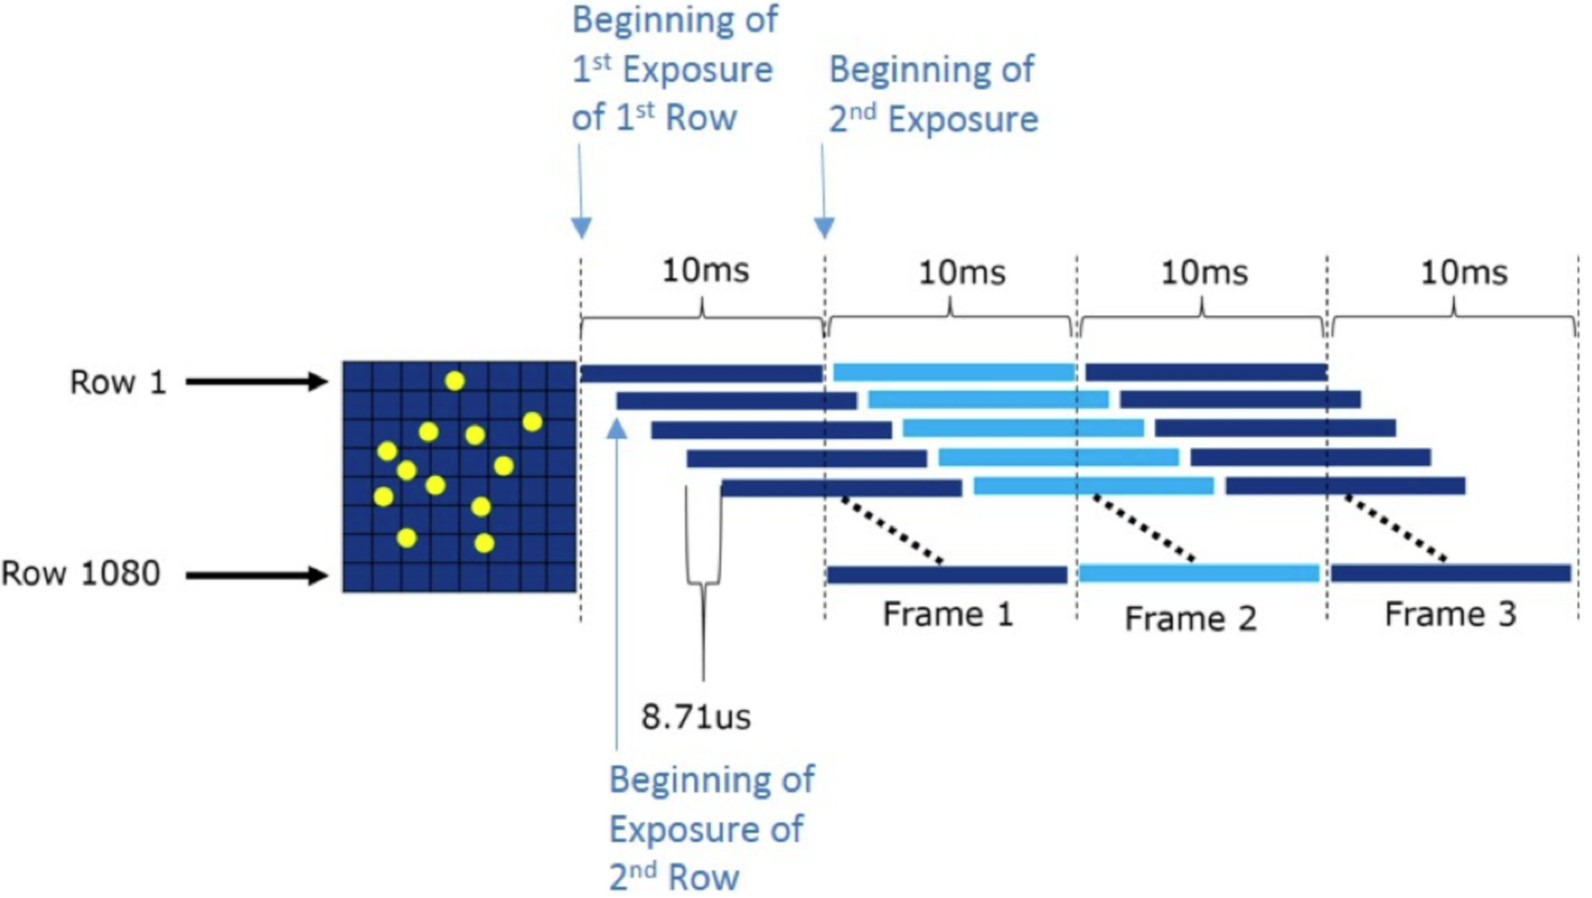 Beginning of
1st Exposure
of 1st Row
Beginning of
2nd Exposure
10ms
10ms
10ms
10ms
Row 1
Row 1080
Frame 1
Frame 2
Frame 3
8.71us
Beginning of
Exposure of
2nd Row